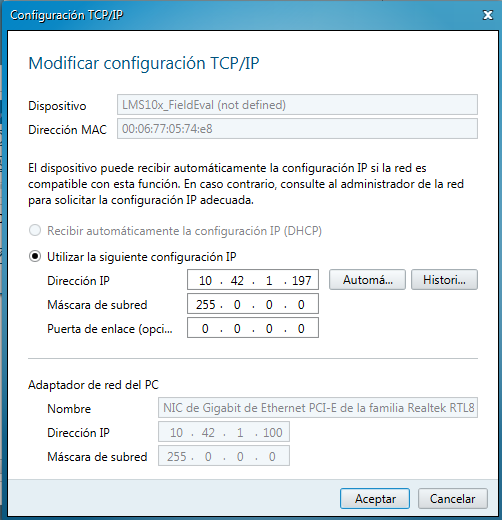 Configuración TCP/IP
Modificar configuración TCP/IP
Dispositivo LMS10x_FieldEval (not defined)
Dirección MAC 00:06:77:05:74:e8
El dispositivo puede recibir automáticamente la configuración IP si la red es
compatible con esta función. En caso contrario, consulte al administrador de la red
para solicitar la configuración IP adecuada.
Recibir automáticamente la configuración IP (DHCP)
Utilizar la siguiente configuración IP
Dirección IP 10 . 42 . 1 . 197 Automá... Histori...
Máscara de subred 255 . 0 . 0 . 0
Puerta de enlace (opci... 0 . 0 . 0 . 0
Adaptador de red del PC
Nombre NIC de Gigabit de Ethernet PCI-E de la familia Realtek RTL8
Dirección IP 10 . 42 . 1 . 100
Máscara de subred 255 . 0 . 0 . 0
Aceptar Cancelar